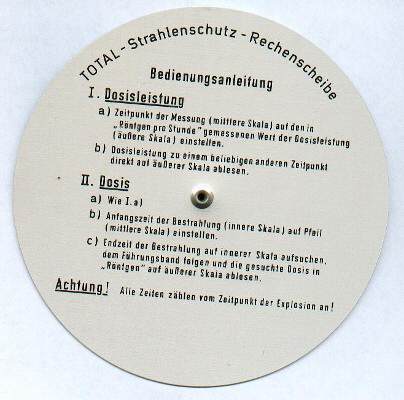 TOTAL - Strahlenschutz - Rechenscheibe
Bedienungsanleitung
I. Dosisleistung
a) Zeitpunkt der Messung (mittlere Skala) auf den in
„Röntgen pro Stunde" gemessenen Wert der Dosisleistung
(äußere Skala) einstellen.
b) Dosisleistung zu einem beliebigen anderen Zeitpunkt
direkt auf äußerer Skala ablesen.
II. Dosis
a) Wie I.a)
b) Anfangszeit der Bestrahlung (innere Skala) auf Pfeil
(mittlere Skala) einstellen.
c) Endzeit der Bestrahlung auf innerer Skala aufsuchen,
dem Führungsband folgen und die gesuchte Dosis in
„Röntgen" auf äußerer Skala ablesen.
Achtung! Alle Zeiten zählen vom Zeitpunkt der Explosion an!